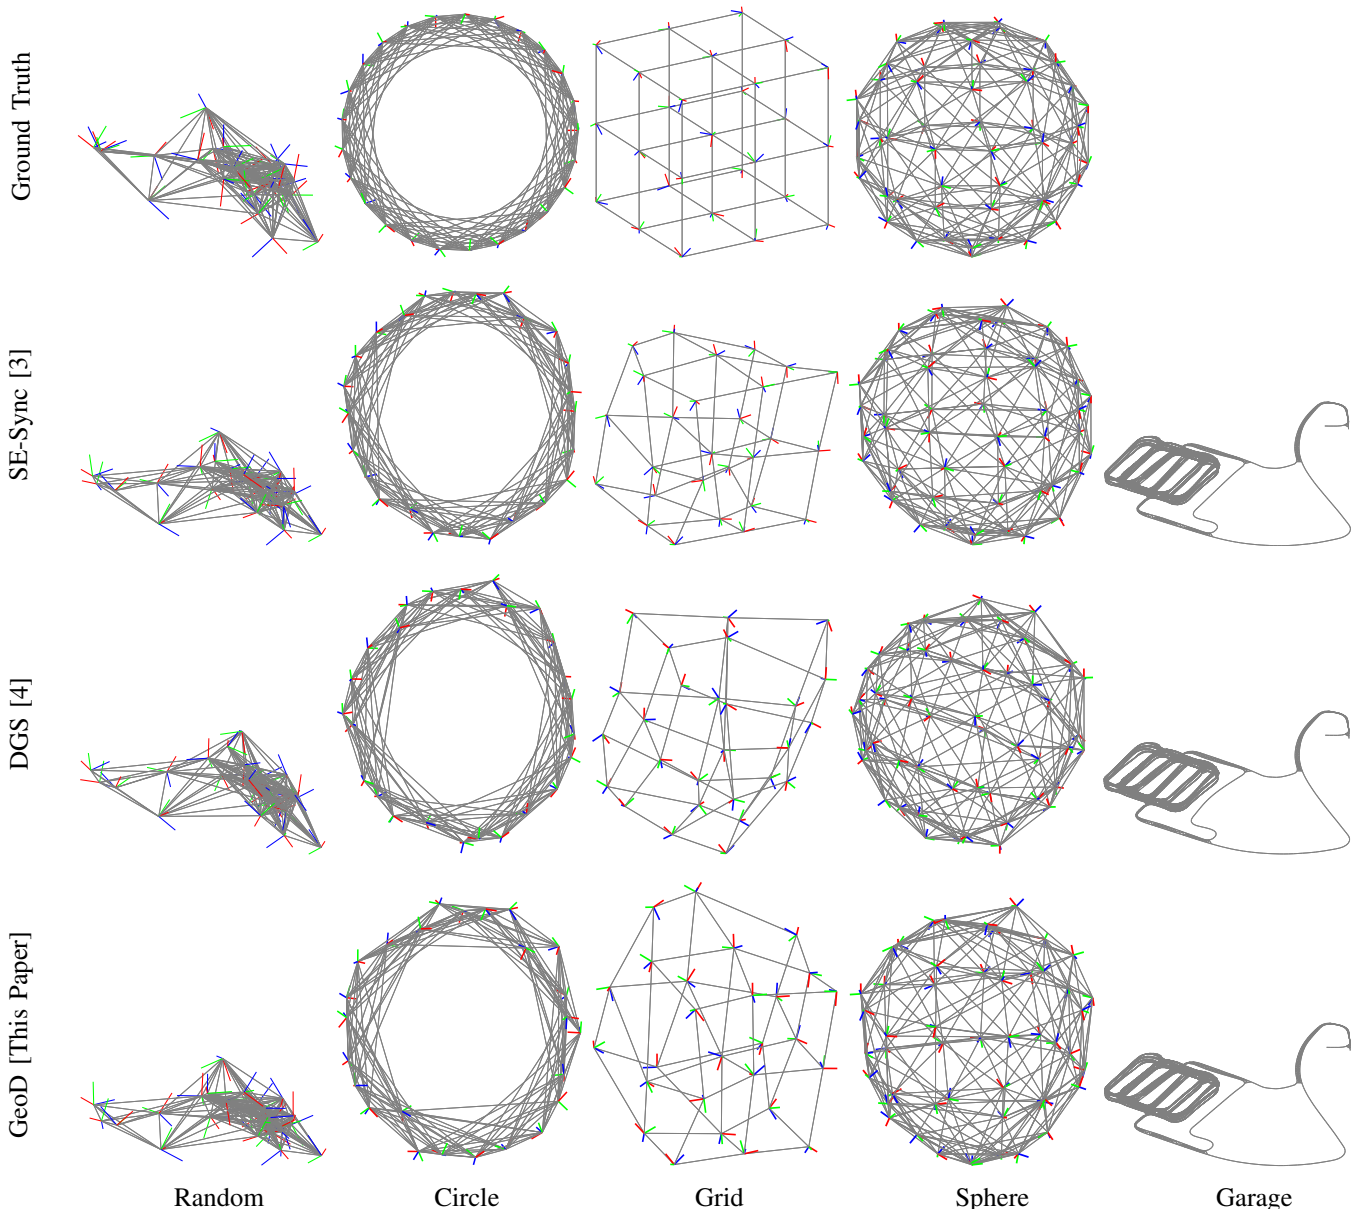 Ground Truth
SE-Sync [3]
DGS [4]
GeoD [This Paper]
Random
Circle
Grid
Sphere
Garage